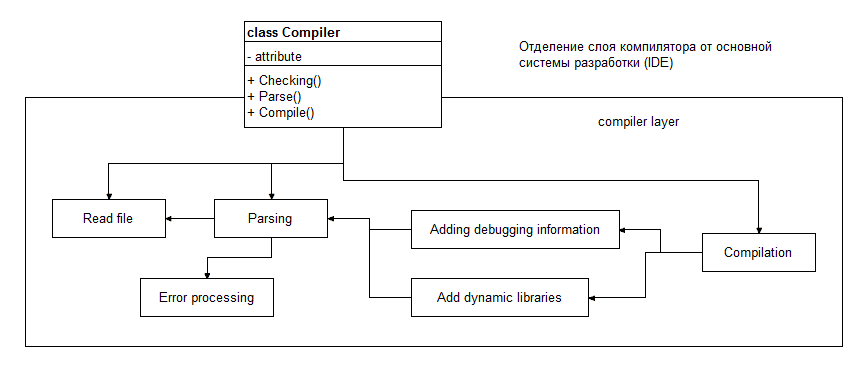 class Compiler
- attribute
+ Checking()
+ Parse()
+ Compile()
Отделение слоя компилятора от основной
системы разработки (IDE)
compiler layer
Read file
Parsing
Adding debugging information
Compilation
Error processing
Add dynamic libraries